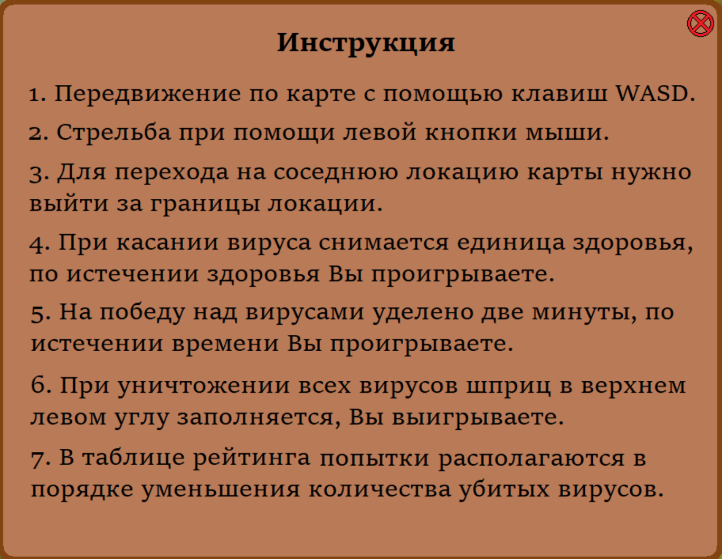 Инструкция
1. Передвижение по карте с помощью клавиш WASD.
2. Стрельба при помощи левой кнопки мыши.
3. Для перехода на соседнюю локацию карты нужно
выйти за границы локации.
4. При касании вируса снимается единица здоровья,
по истечении здоровья Вы проигрываете.
5. На победу над вирусами уделено две минуты, по
истечении времени Вы проигрываете.
6. При уничтожении всех вирусов шприц в верхнем
левом углу заполняется, Вы выигрываете.
7. В таблице рейтинга попытки располагаются в
порядке уменьшения количества убитых вирусов.